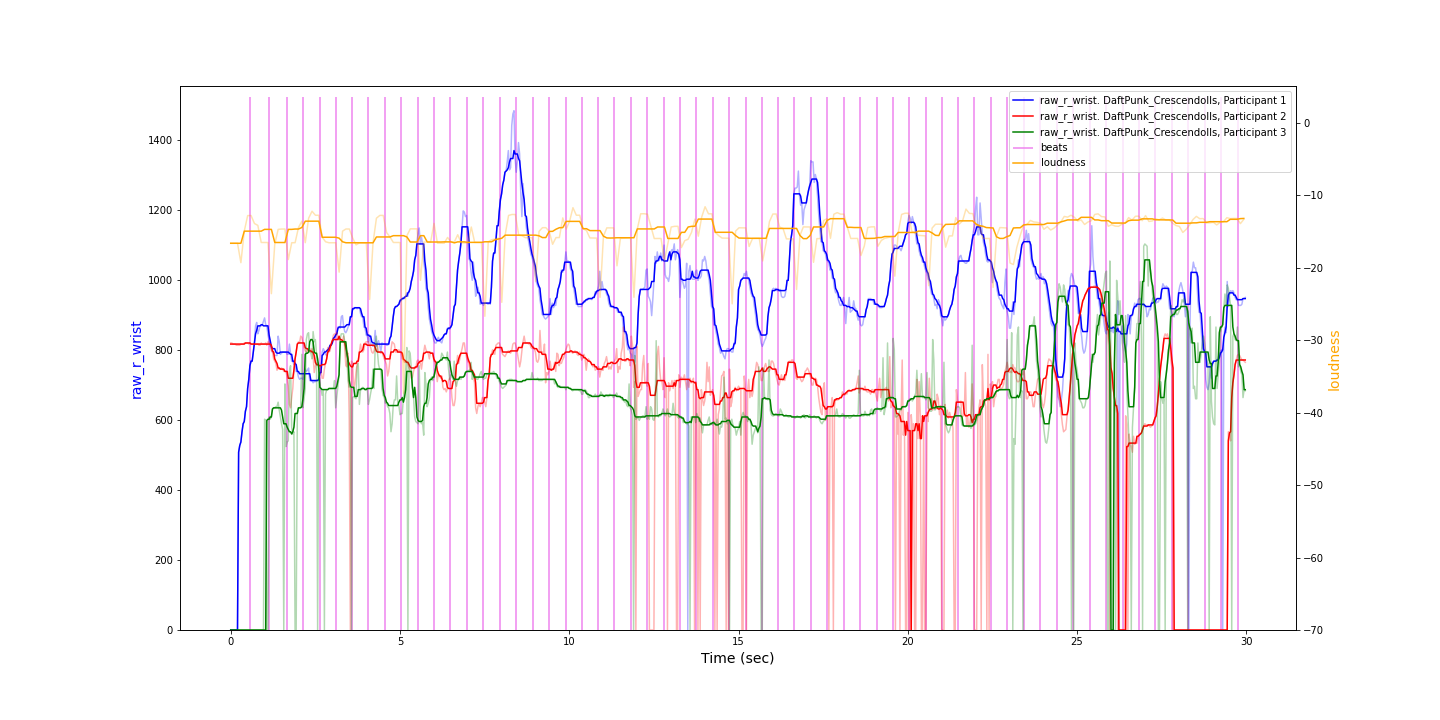 raw_r_wrist. DaftPunk_Crescendolls, Participant 1
raw_r_wrist. DaftPunk_Crescendolls, Participant 2
raw_r_wrist. DaftPunk_Crescendolls, Participant 3
beats
loudness
1400
1200
1000
800
600
400
200
0
raw_r_wrist
0
−10
−20
−30
−40
−50
−60
−70
loudness
0 5 10 15 20 25 30
Time (sec)